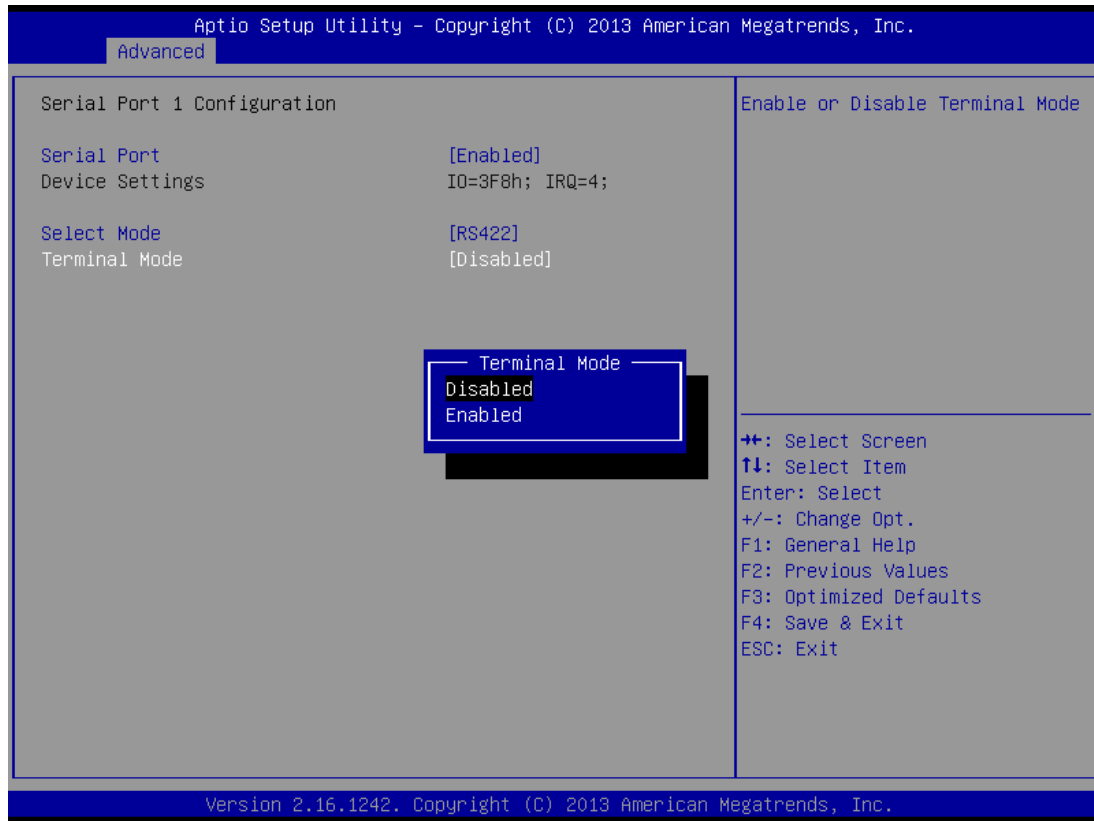 Aptio Setup Utility – Copyright (C) 2013 American Megatrends, Inc.
Advanced
Serial Port 1 Configuration
Serial Port [Enabled]
Device Settings IO=3F8h; IRQ=4;
Select Mode [RS422]
Terminal Mode [Disabled]
Terminal Mode
Disabled
Enabled
Enable or Disable Terminal Mode
→←: Select Screen
↑↓: Select Item
Enter: Select
+/-: Change Opt.
F1: General Help
F2: Previous Values
F3: Optimized Defaults
F4: Save & Exit
ESC: Exit
Version 2.16.1242. Copyright (C) 2013 American Megatrends, Inc.